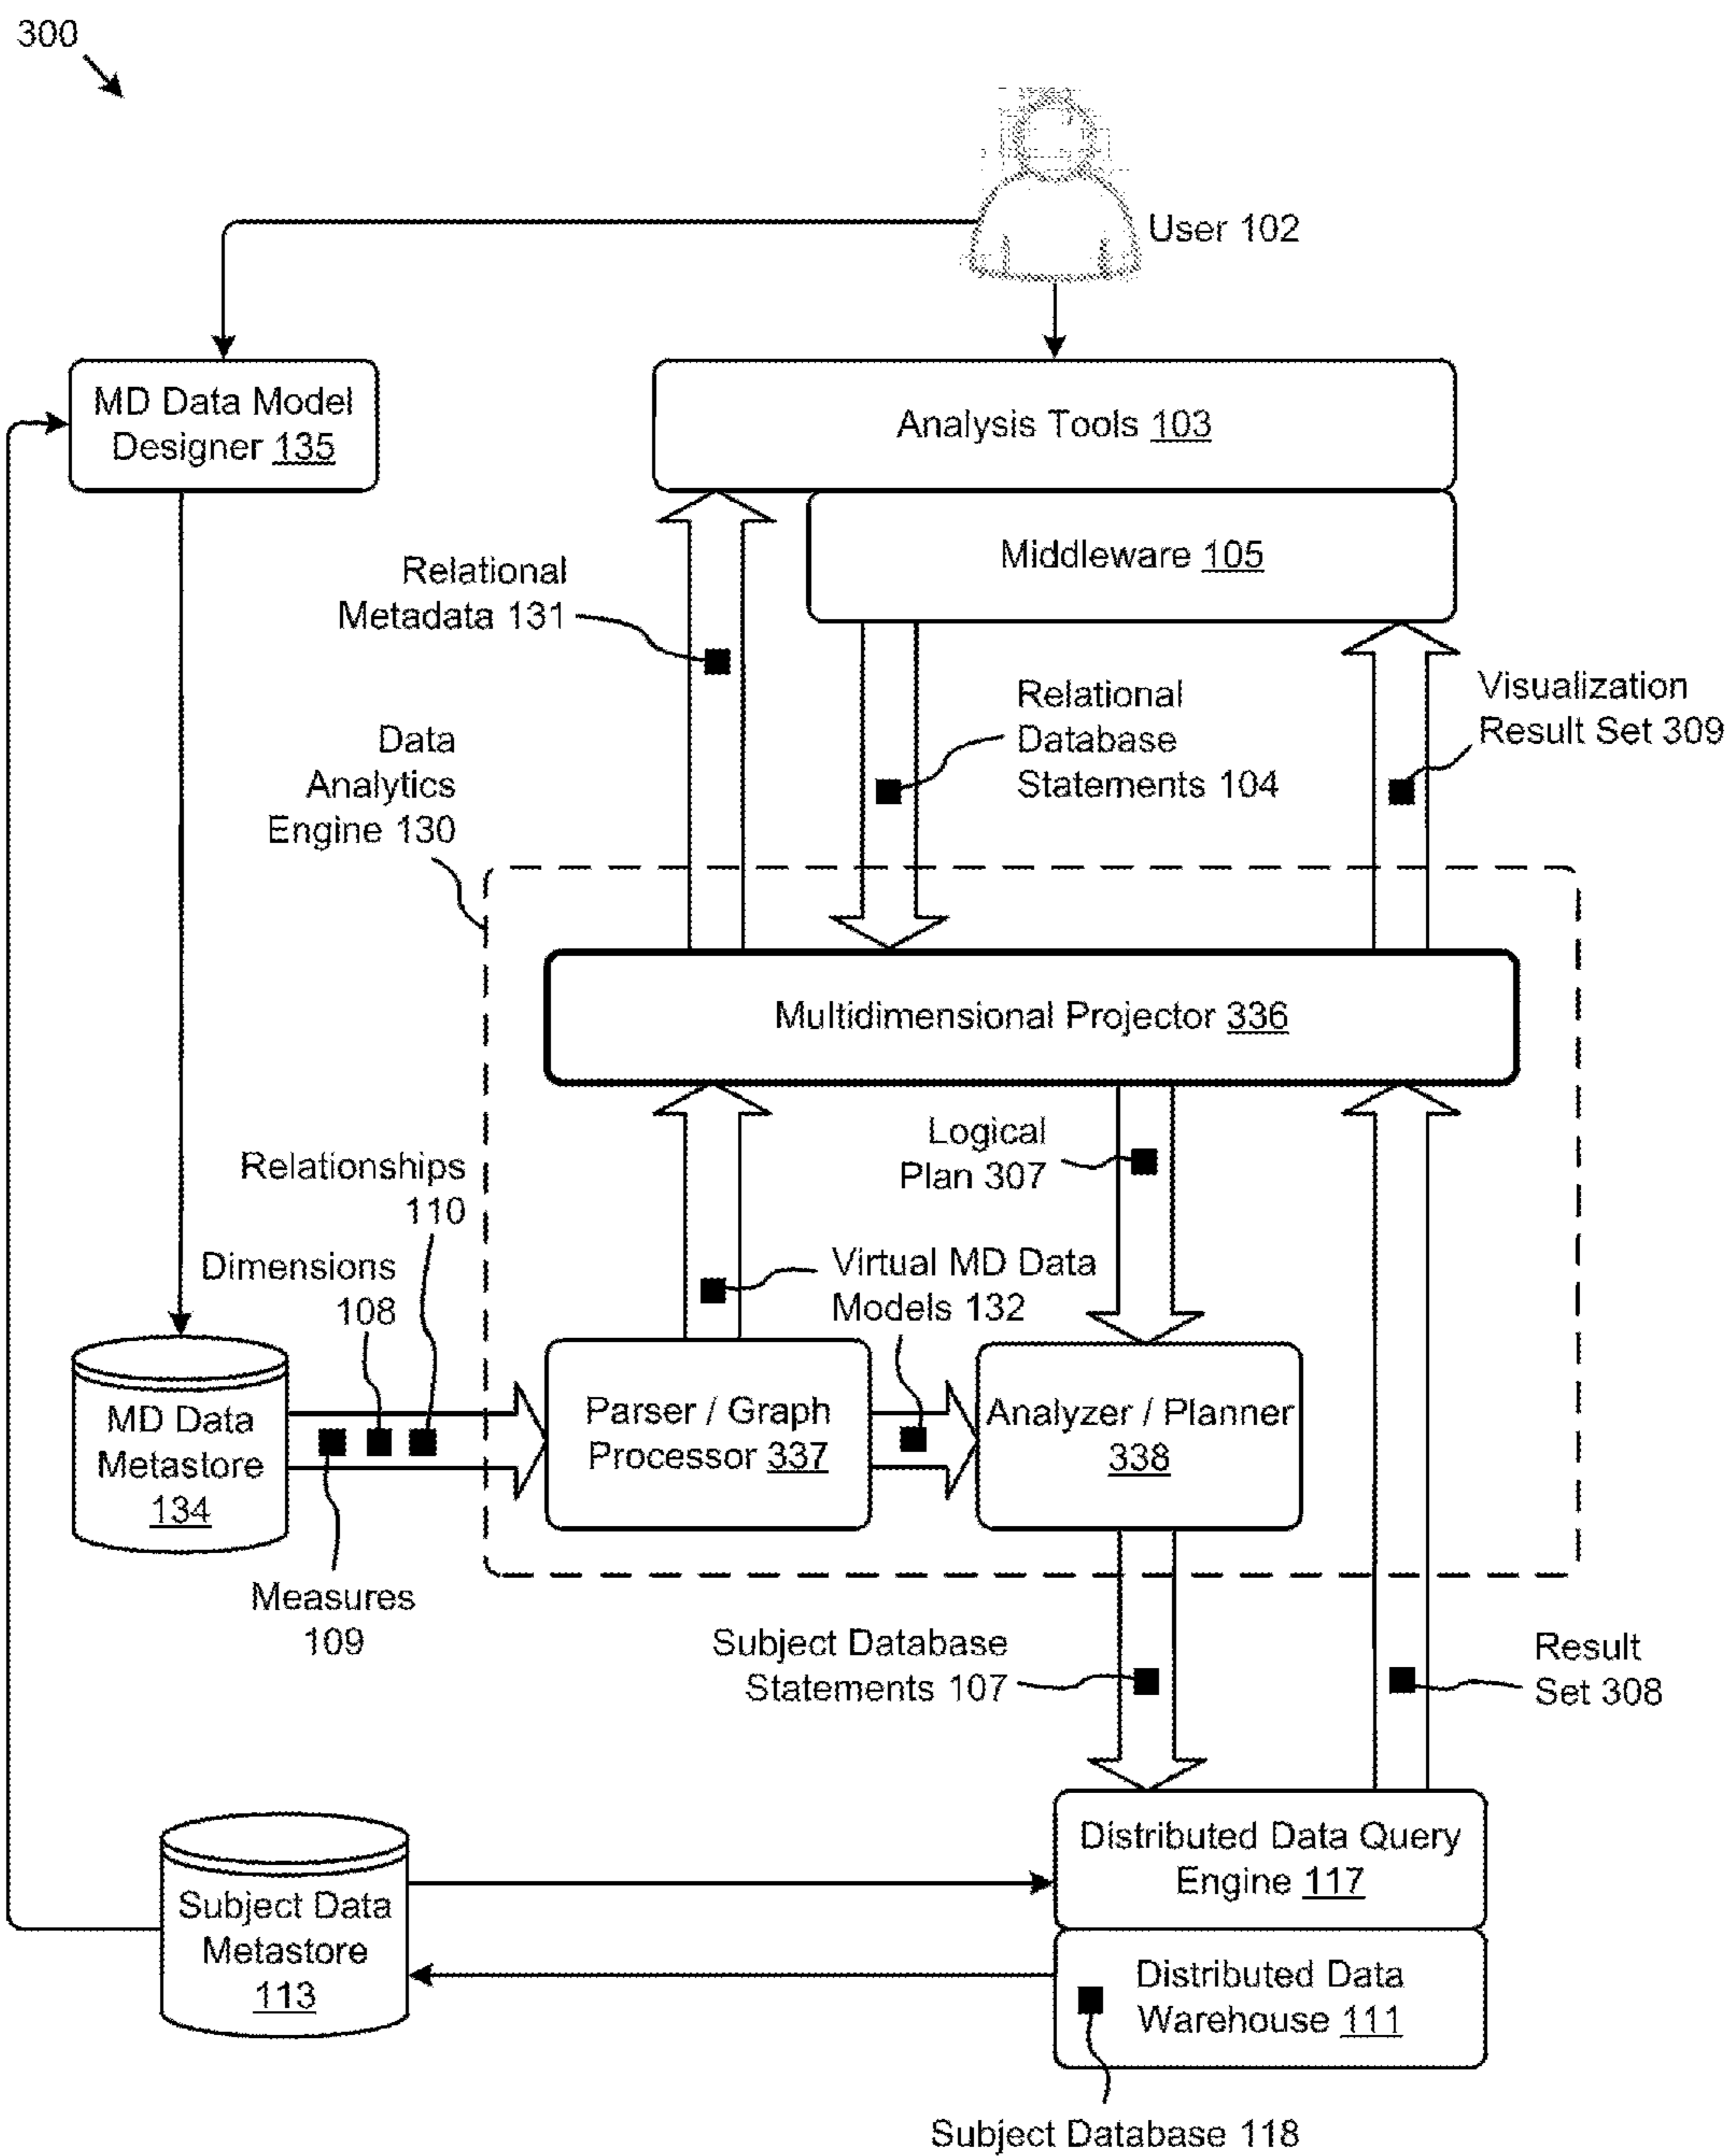 300
User 102
MD Data Model
Designer 135
Analysis Tools 103
Middleware 105
Relational
Metadata 131
Relational
Database
Statements 104
Visualization
Result Set 309
Data
Analytics
Engine 130
Multidimensional Projector 336
Logical
Plan 307
Relationships
110
Dimensions
108
Virtual MD Data
Models 132
MD Data
Metastore
134
Parser / Graph
Processor 337
Analyzer / Planner
338
Measures
109
Subject Database
Statements 107
Result
Set 308
Distributed Data Query
Engine 117
Subject Data
Metastore
113
Distributed Data
Warehouse 111
Subject Database 118